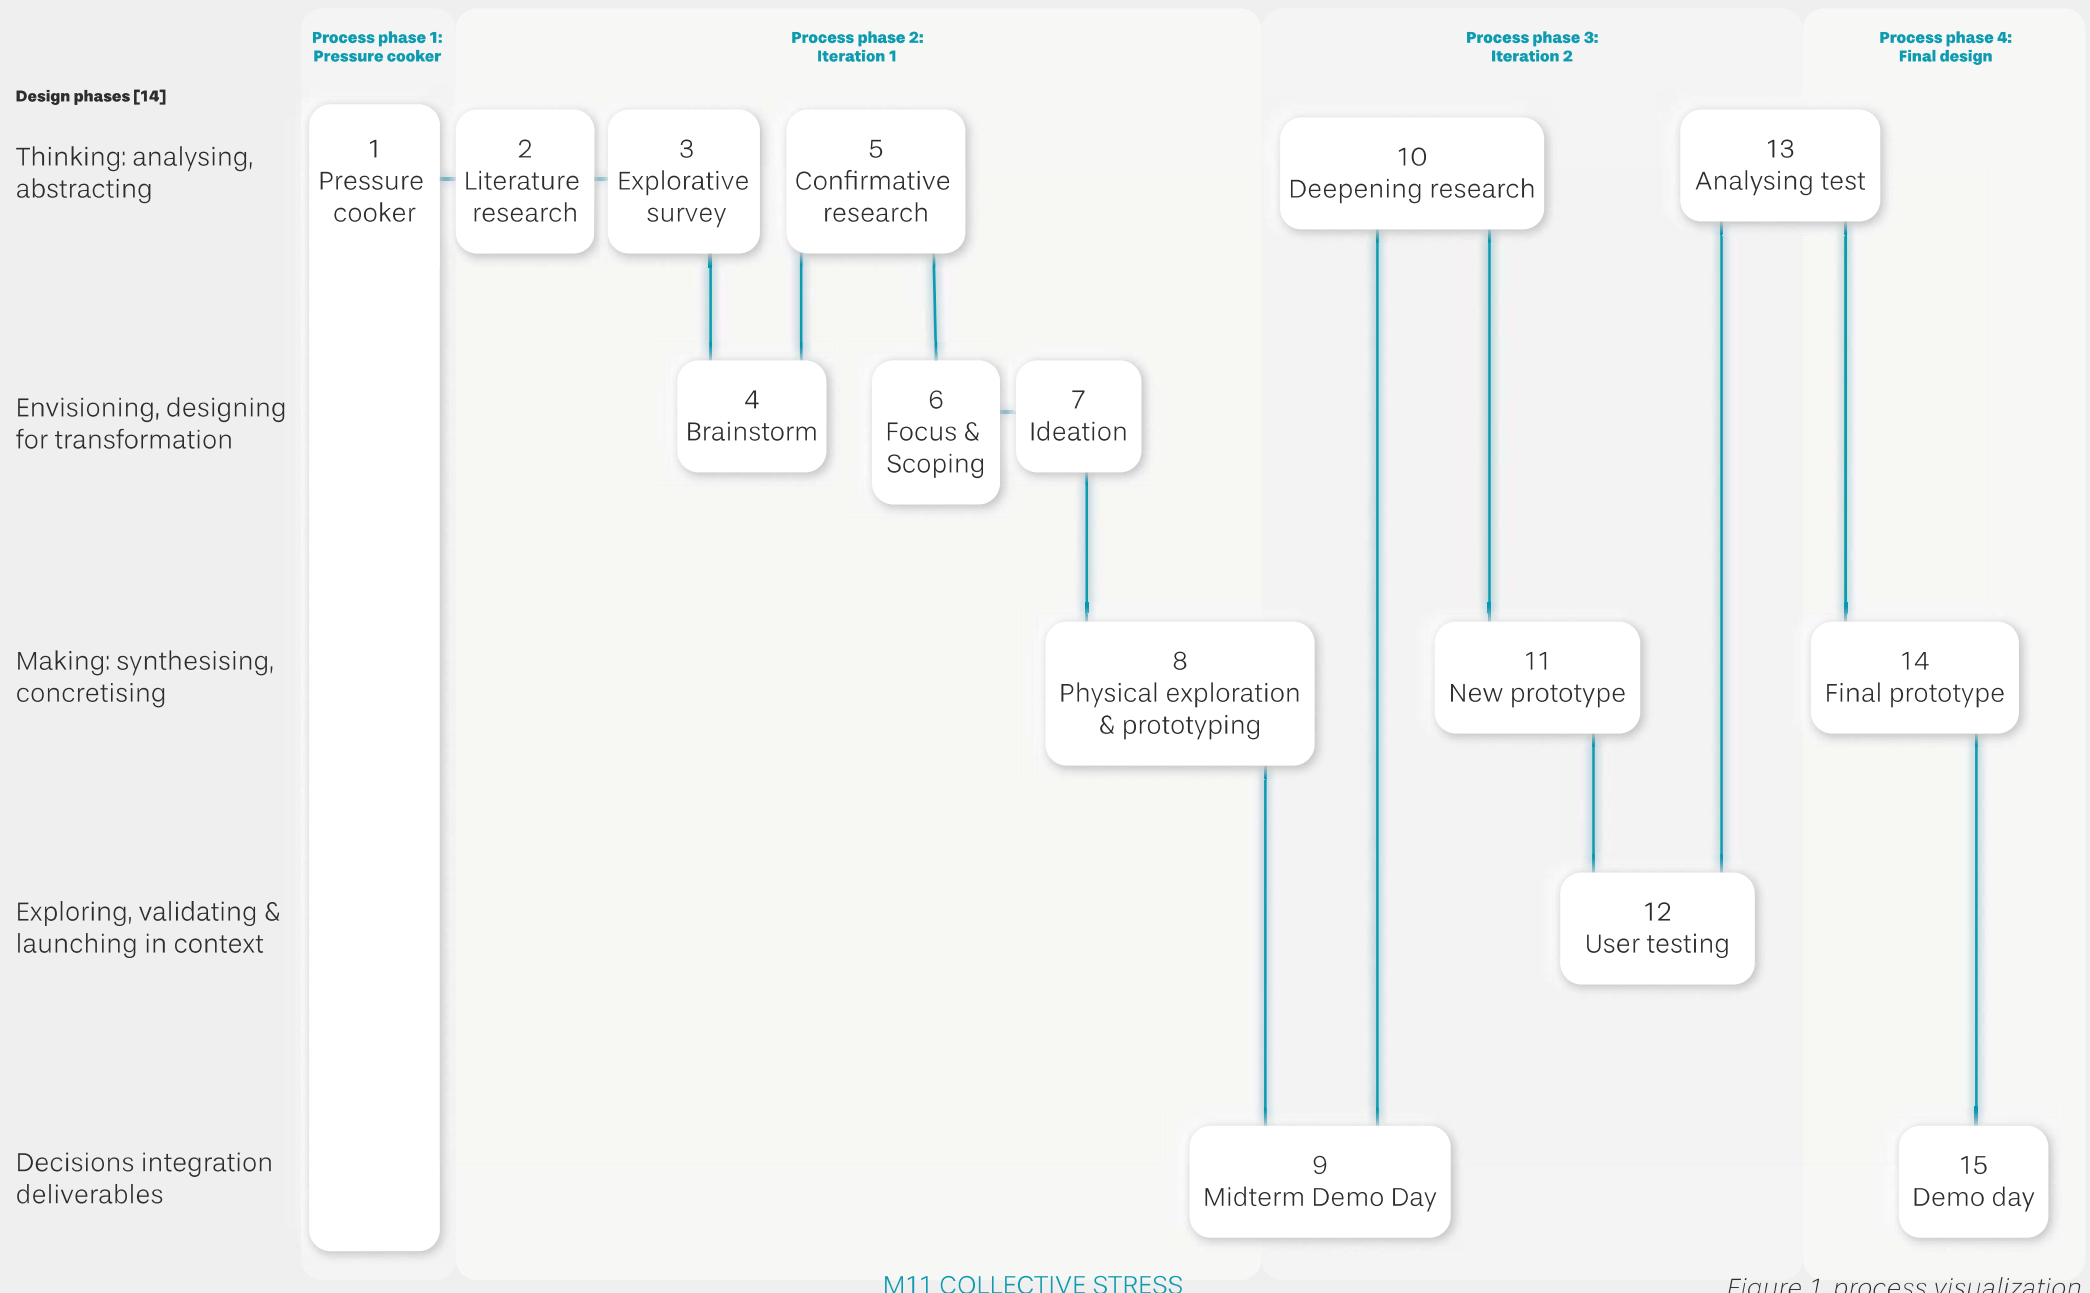 Process phase 1:
Pressure cooker
Process phase 2:
Iteration 1
Process phase 3:
Iteration 2
Process phase 4:
Final design
Design phases [14]
Thinking: analysing,
abstracting
1
Pressure
cooker
2
Literature
research
3
Explorative
survey
5
Confirmative
research
10
Deepening research
13
Analysing test
Envisioning, designing
for transformation
4
Brainstorm
6
Focus &
Scoping
7
Ideation
Making: synthesising,
concretising
8
Physical exploration
& prototyping
11
New prototype
14
Final prototype
Exploring, validating &
launching in context
12
User testing
Decisions integration
deliverables
9
Midterm Demo Day
15
Demo day
M11 COLLECTIVE STRESS
Figure 1. process visualization